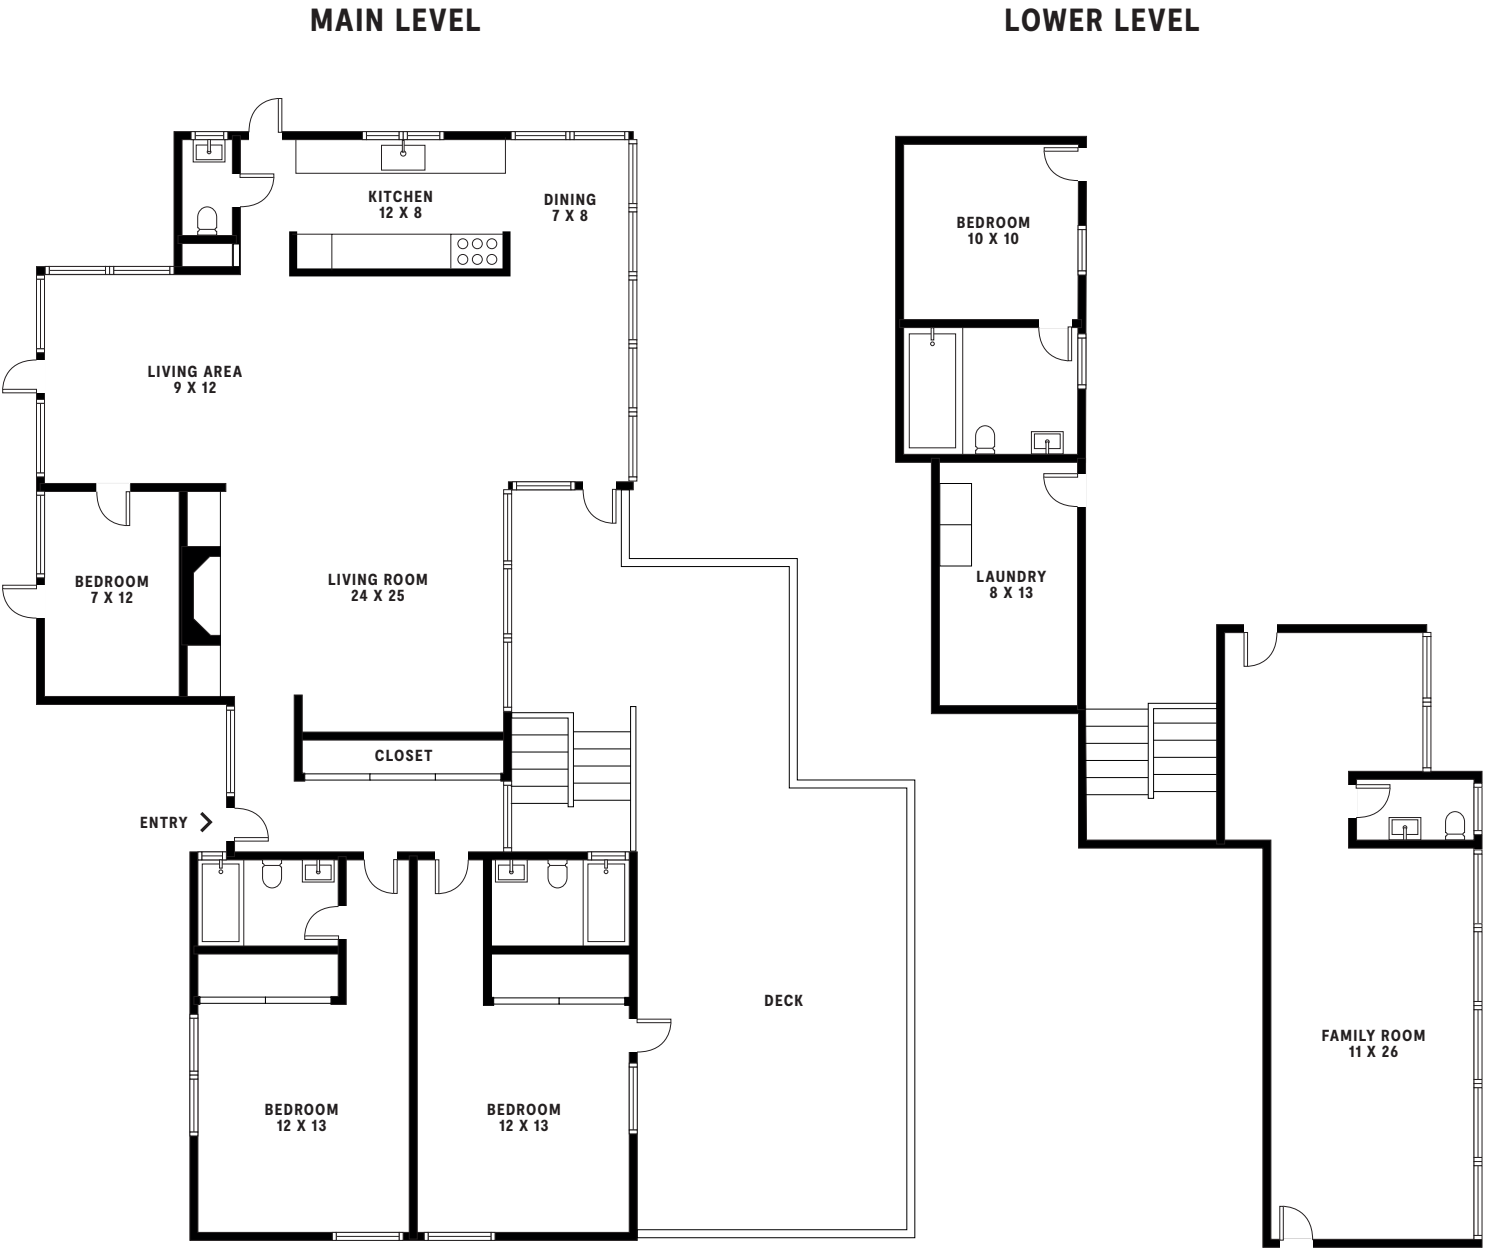 MAIN LEVEL
KITCHEN
12 X 8
DINING
7 X 8
LIVING AREA
9 X 12
BEDROOM
7 X 12
LIVING ROOM
24 X 25
CLOSET
ENTRY
DECK
BEDROOM
12 X 13
BEDROOM
12 X 13
LOWER LEVEL
BEDROOM
10 X 10
LAUNDRY
8 X 13
FAMILY ROOM
11 X 26